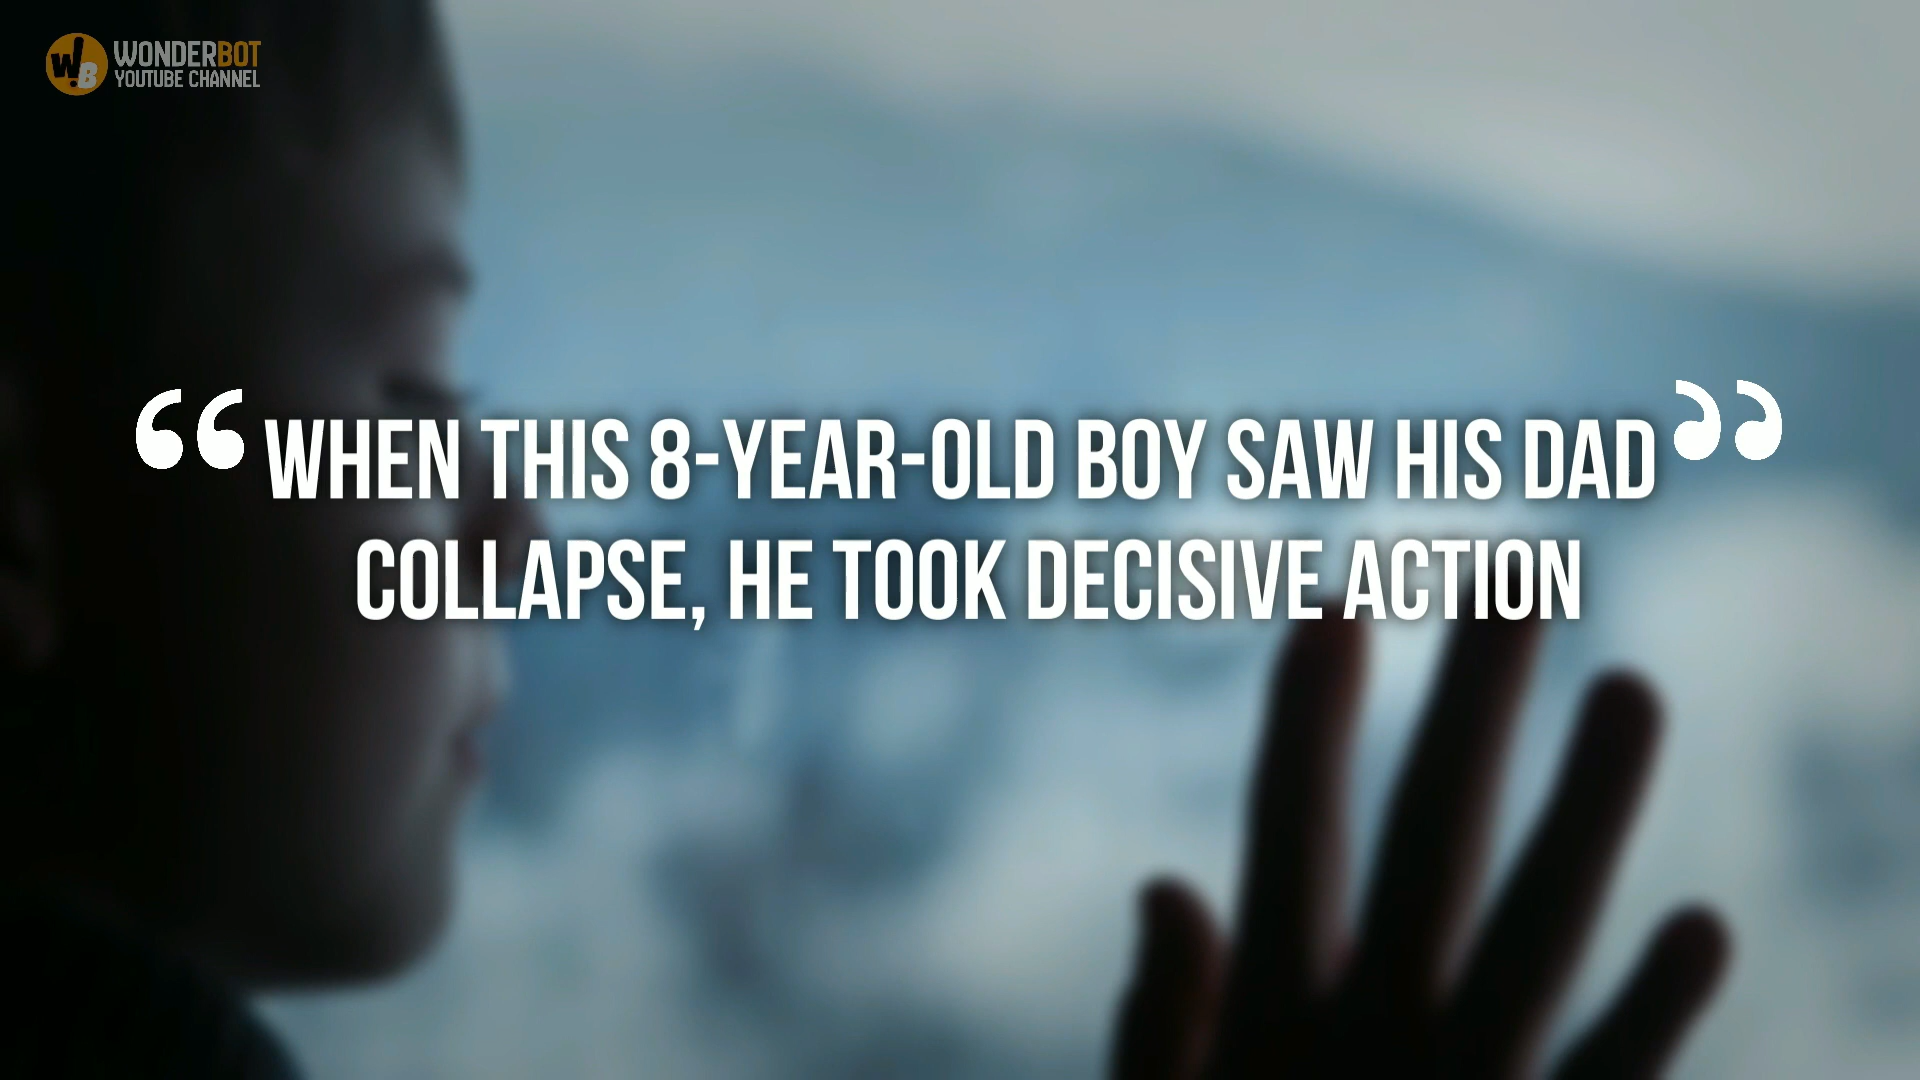 W!B
WONDERBOT
YOUTUBE CHANNEL
“WHEN THIS 8-YEAR-OLD BOY SAW HIS DAD”
COLLAPSE, HE TOOK DECISIVE ACTION